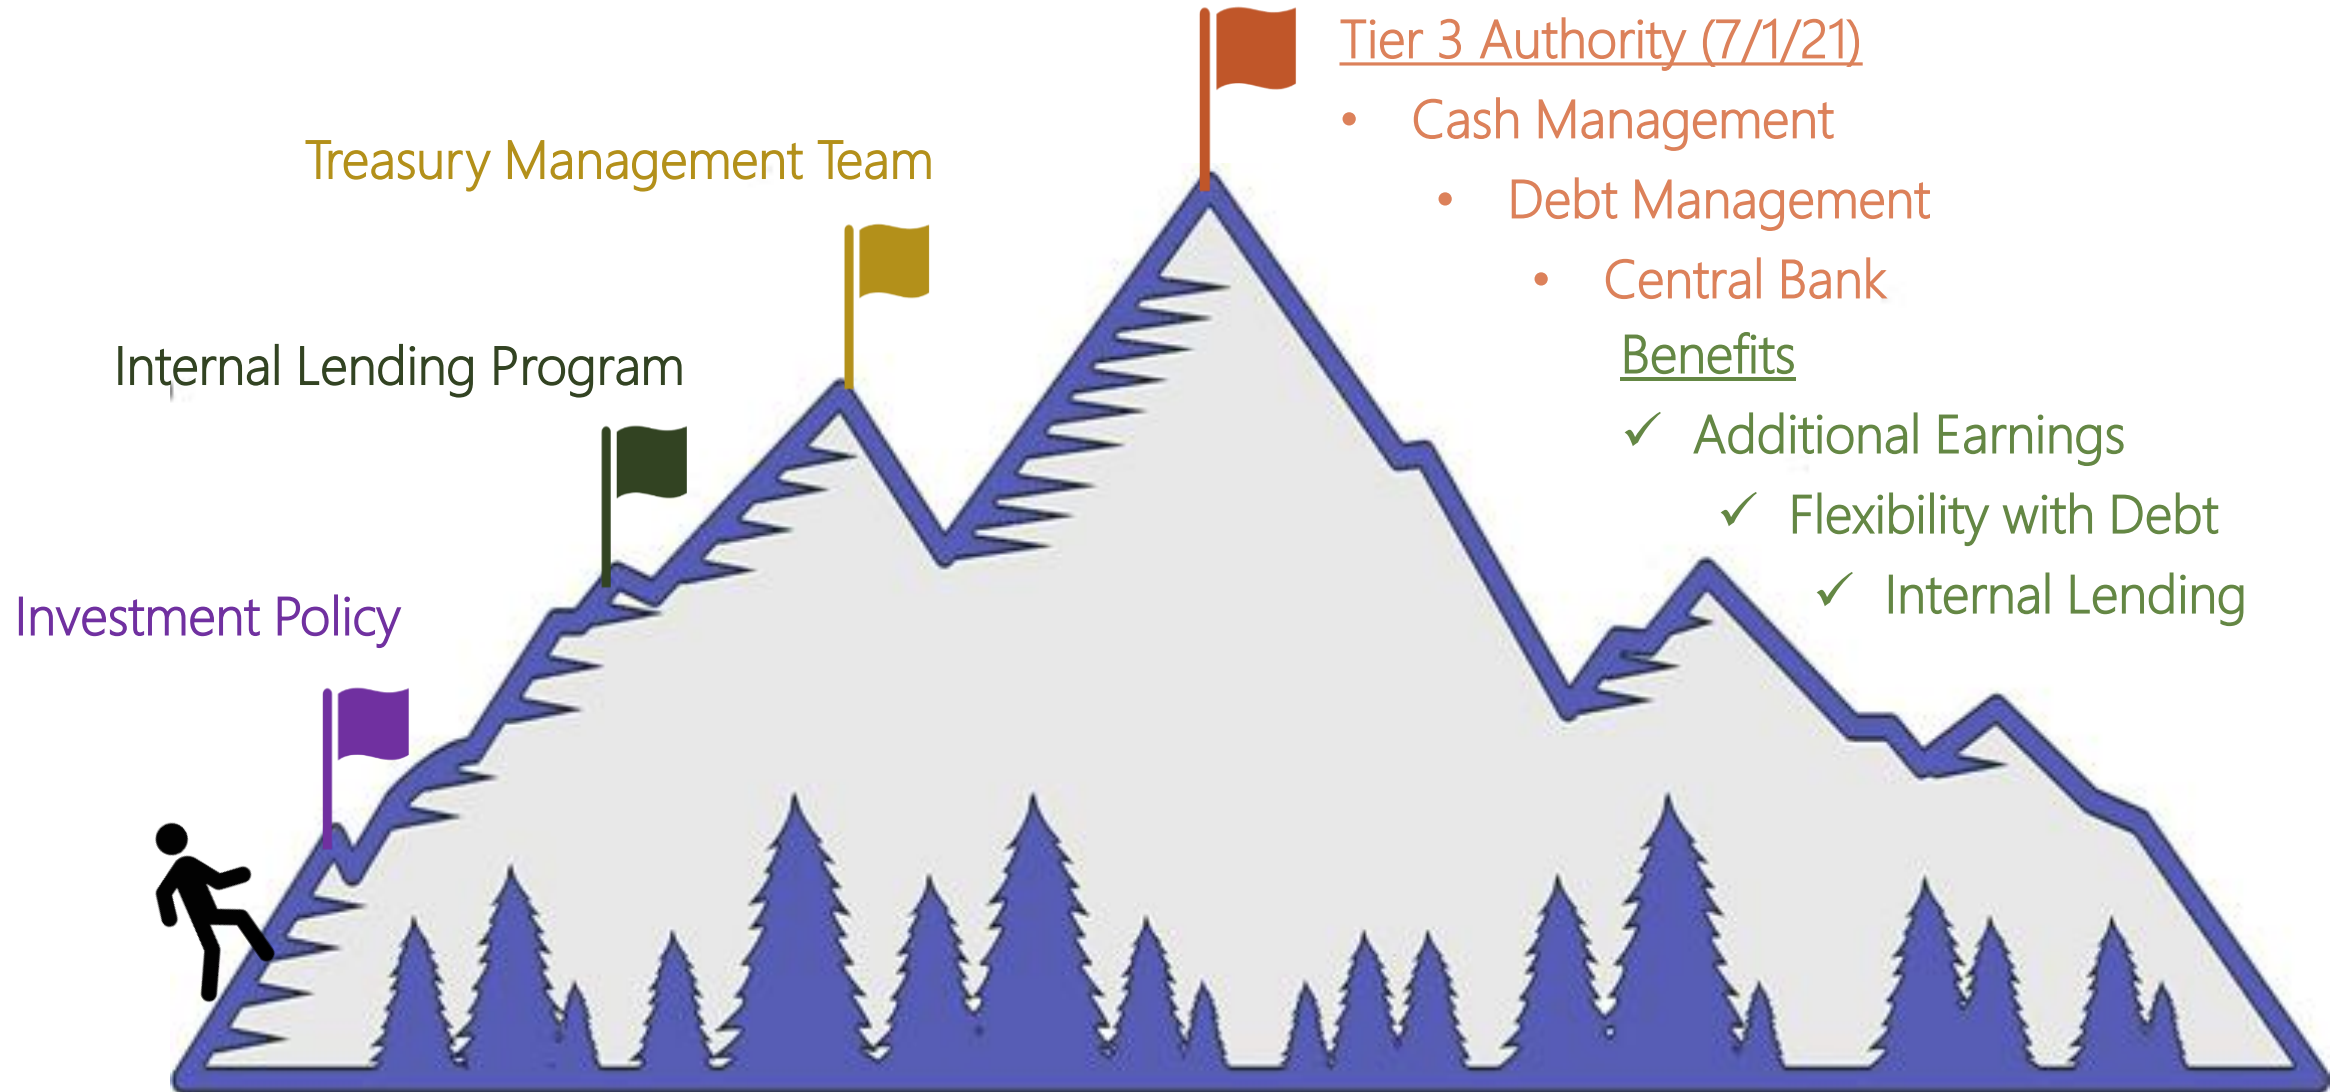 Tier 3 Authority (7/1/21)
• Cash Management
• Debt Management
• Central Bank
Benefits
✓ Additional Earnings
✓ Flexibility with Debt
✓ Internal Lending
Treasury Management Team
Internal Lending Program
Investment Policy